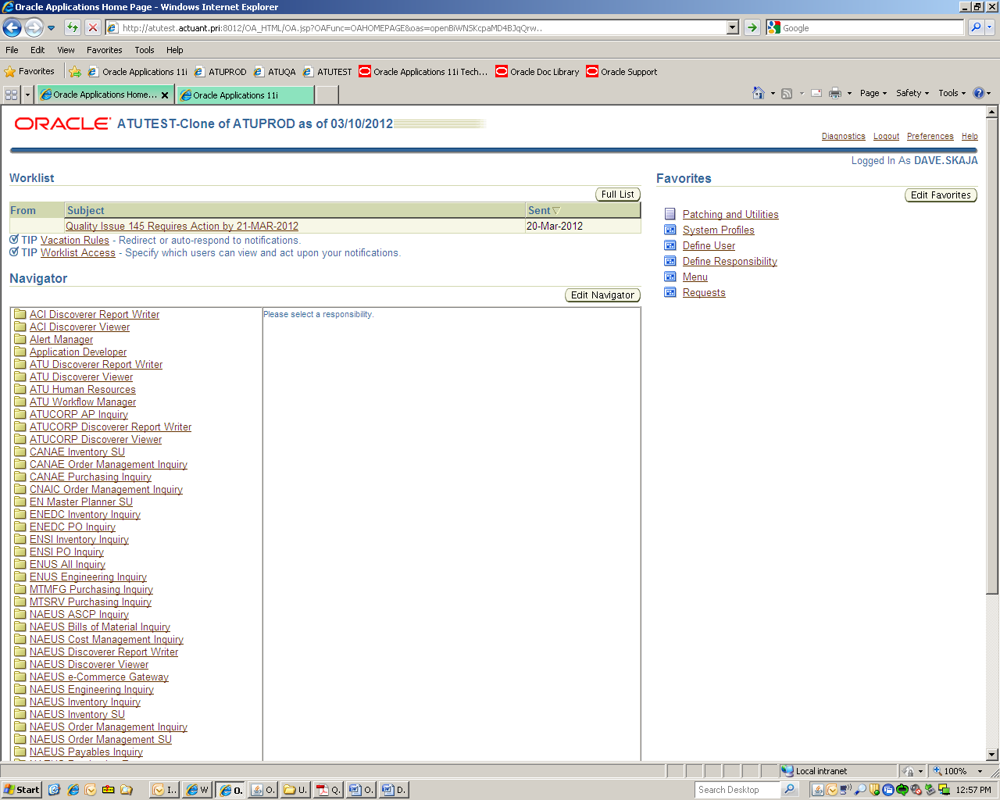 Oracle Applications Home Page - Windows Internet Explorer
http://atutest.actuant.pri:8012/OA_HTML/OA.jsp?OAFunc=OAHOMEPAGE&oas=openBiWNSKcpaMD4BJqQrw..
Google
File Edit View Favorites Tools Help
Favorites Oracle Applications 11i ATUPROD ATUQA ATUTEST Oracle Applications 11i Tech... Oracle Doc Library Oracle Support
Oracle Applications Home... Oracle Applications 11i Page Safety Tools
ORACLE ATUTEST-Clone of ATUPROD as of 03/10/2012
Diagnostics Logout Preferences Help
Logged In As DAVE.SKAJA
Worklist
Full List
From Subject Sent
Quality Issue 145 Requires Action by 21-MAR-2012 20-Mar-2012
TIP Vacation Rules - Redirect or auto-respond to notifications.
TIP Worklist Access - Specify which users can view and act upon your notifications.
Favorites
Edit Favorites
Patching and Utilities
System Profiles
Define User
Define Responsibility
Menu
Requests
Navigator
Edit Navigator
Please select a responsibility.
ACI Discoverer Report Writer
ACI Discoverer Viewer
Alert Manager
Application Developer
ATU Discoverer Report Writer
ATU Discoverer Viewer
ATU Human Resources
ATU Workflow Manager
ATUCORP AP Inquiry
ATUCORP Discoverer Report Writer
ATUCORP Discoverer Viewer
CANAE Inventory SU
CANAE Order Management Inquiry
CANAE Purchasing Inquiry
CNAIC Order Management Inquiry
EN Master Planner SU
ENEDC Inventory Inquiry
ENEDC PO Inquiry
ENSI Inventory Inquiry
ENSI PO Inquiry
ENUS All Inquiry
ENUS Engineering Inquiry
MTMFG Purchasing Inquiry
MTSRV Purchasing Inquiry
NAEUS ASCP Inquiry
NAEUS Bills of Material Inquiry
NAEUS Cost Management Inquiry
NAEUS Discoverer Report Writer
NAEUS Discoverer Viewer
NAEUS e-Commerce Gateway
NAEUS Engineering Inquiry
NAEUS Inventory Inquiry
NAEUS Inventory SU
NAEUS Order Management Inquiry
NAEUS Order Management SU
NAEUS Payables Inquiry
Local intranet 100%
Start I.. W O. O. U. Q. O. D. Search Desktop 12:57 PM